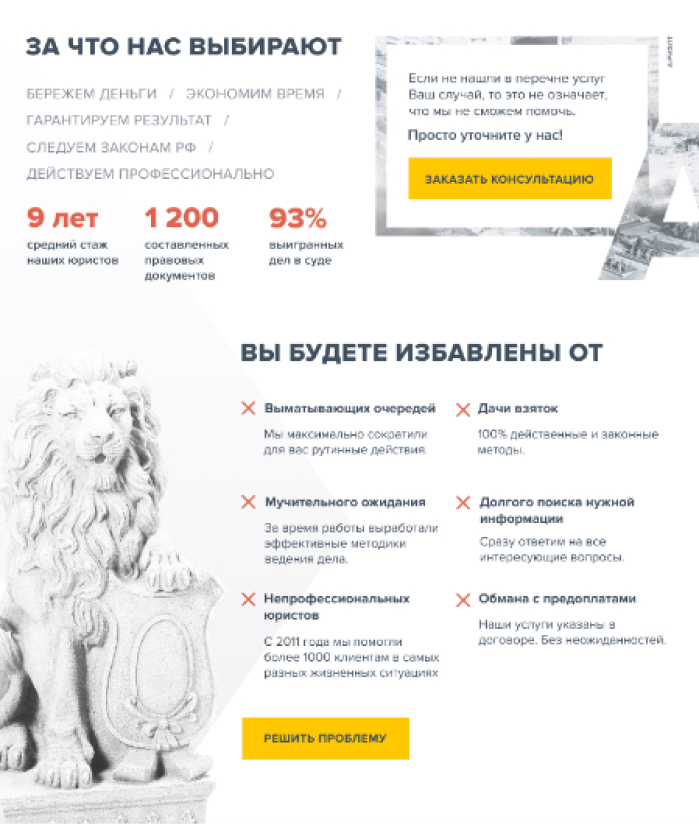 ЗА ЧТО НАС ВЫБИРАЮТ
БЕРЕЖЕМ ДЕНЬГИ / ЭКОНОМИМ ВРЕМЯ /
ГАРАНТИРУЕМ РЕЗУЛЬТАТ /
СЛЕДУЕМ ЗАКОНАМ РФ /
ДЕЙСТВУЕМ ПРОФЕССИОНАЛЬНО
9 лет
средний стаж
наших юристов
1 200
составленных
правовых
документов
93%
выигранных
дел в суде
Если не нашли в перечне услуг
Ваш случай, то это не означает,
что мы не сможем помочь.
Просто уточните у нас!
ЗАКАЗАТЬ КОНСУЛЬТАЦИЮ
ВЫ БУДЕТЕ ИЗБАВЛЕНЫ ОТ
Выматывающих очередей
Мы максимально сократили
для вас рутинные действия.
Дачи взяток
100% действенные и законные
методы.
Мучительного ожидания
За время работы выработали
эффективные методики
ведения дела.
Долгого поиска нужной
информации
Сразу ответим на все
интересующие вопросы.
Непрофессиональных
юристов
С 2011 года мы помогли
более 1000 клиентам в самых
разных жизненных ситуациях
Обмана с предоплатами
Наши услуги указаны в
договоре. Без неожиданностей.
РЕШИТЬ ПРОБЛЕМУ